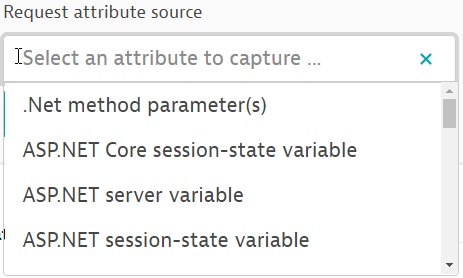 Request attribute source
Select an attribute to capture ...
.Net method parameter(s)
ASP.NET Core session-state variable
ASP.NET server variable
ASP.NET session-state variable